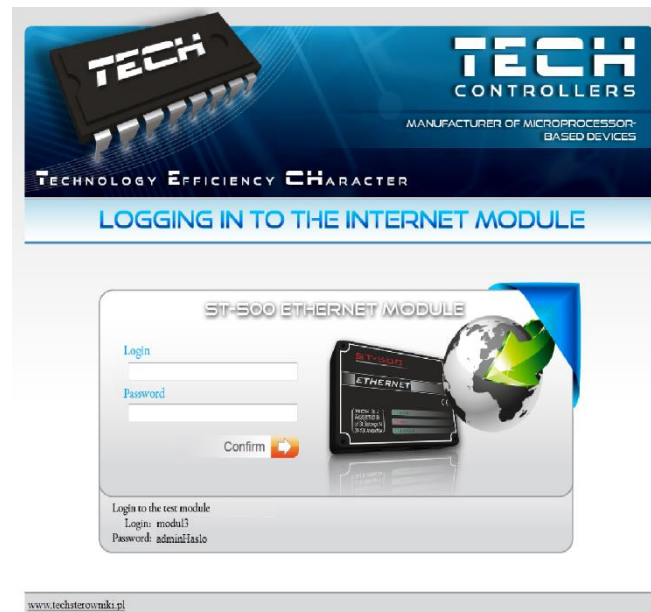 TECH
TECH
CONTROLLERS
MANUFACTURER OF MICROPROCESSOR-
BASED DEVICES
TECHNOLOGY EFFICIENCY CHARACTER
LOGGING IN TO THE INTERNET MODULE
ST-500 ETHERNET MODULE
Login
Password
Confirm
ST-500
ETHERNET
TECH
Login to the test module
Login: modul3
Password: adminHaslo
www.techsterowniki.pl